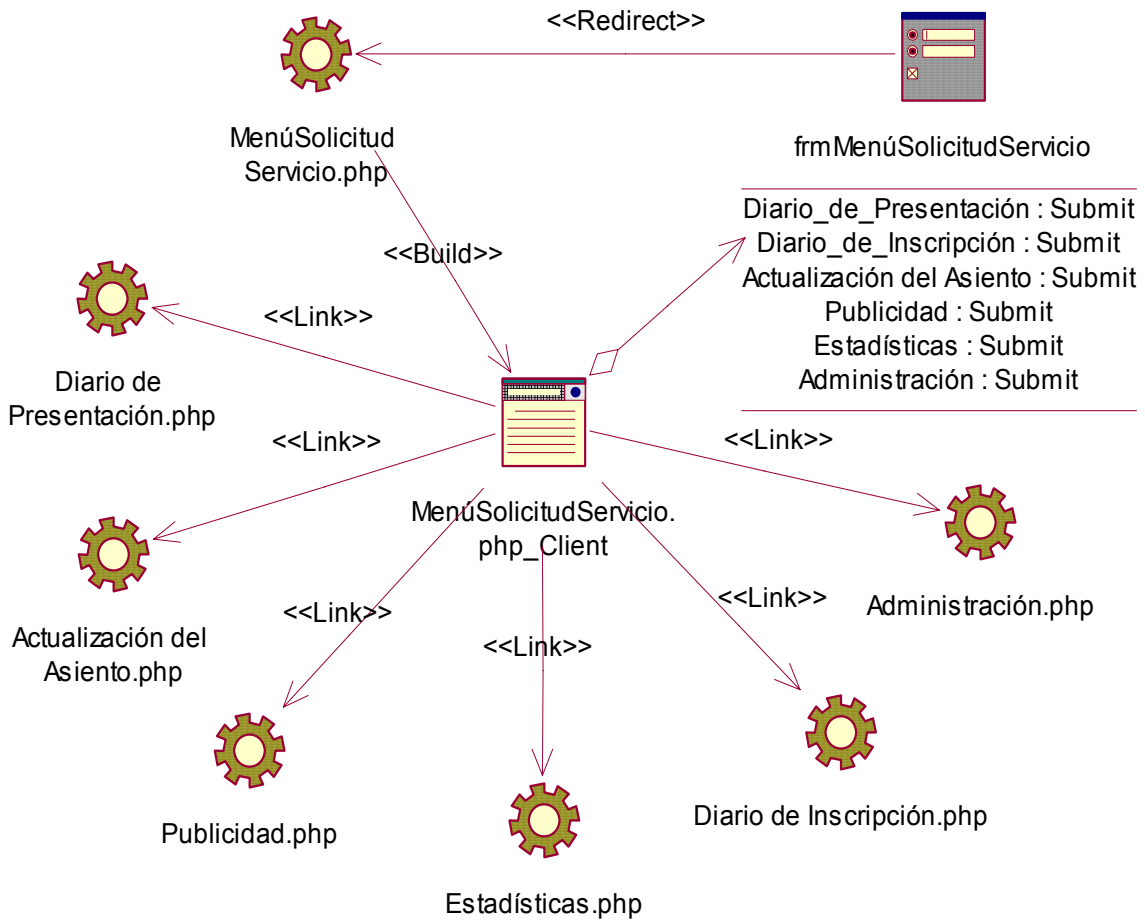 <<Redirect>>
MenúSolicitud
Servicio.php
frmMenúSolicitudServicio
Diario_de_Presentación : Submit
Diario_de_Inscripción : Submit
Actualización del Asiento : Submit
Publicidad : Submit
Estadísticas : Submit
Administración : Submit
<<Build>>
<<Link>>
Diario de
Presentación.php
<<Link>>
<<Link>>
MenúSolicitudServicio.
php_Client
Actualización del
Asiento.php
<<Link>>
<<Link>>
<<Link>>
Administración.php
Publicidad.php
Estadísticas.php
Diario de Inscripción.php